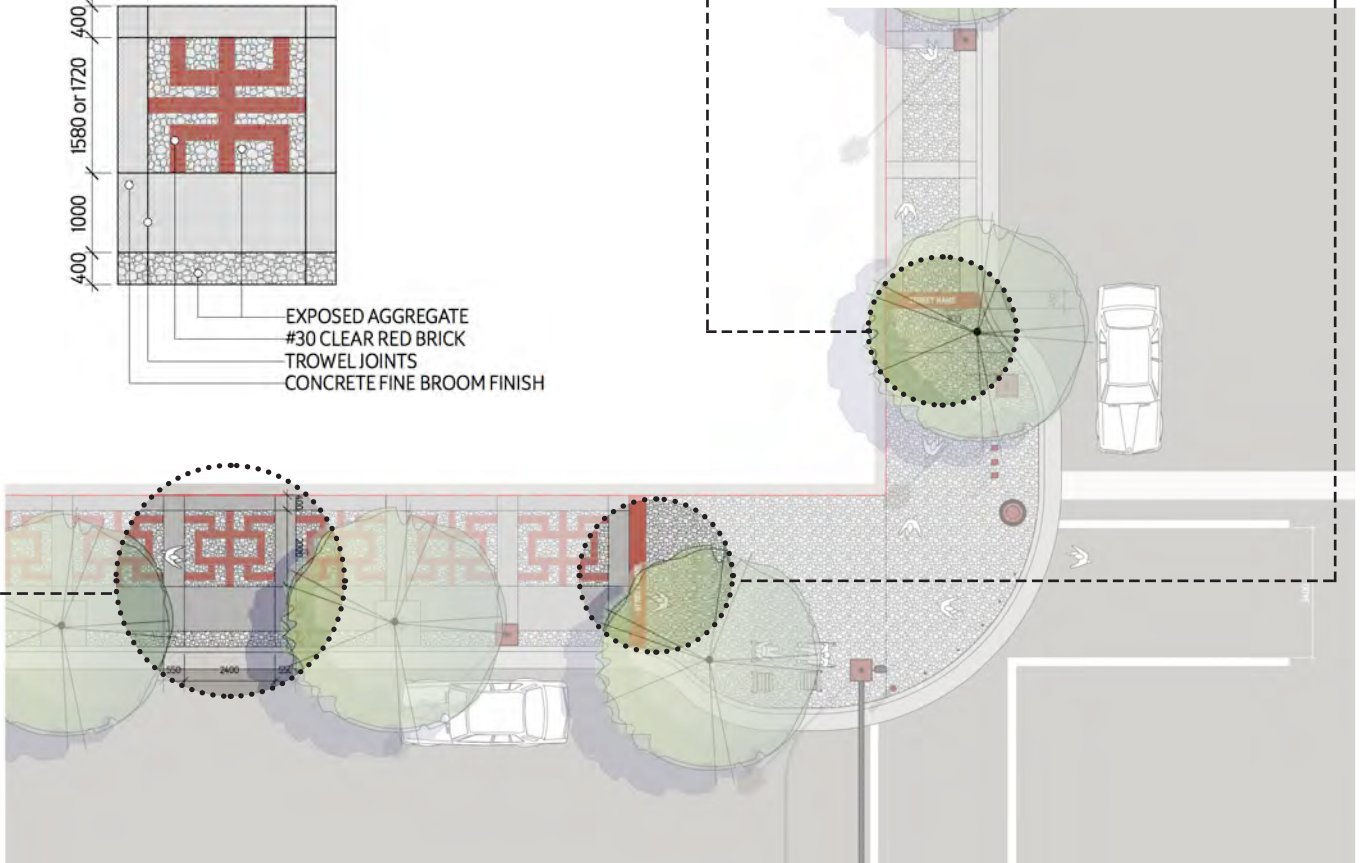 400
1580 or 1720
1000
400
EXPOSED AGGREGATE
#30 CLEAR RED BRICK
TROWEL JOINTS
CONCRETE FINE BROOM FINISH
STREET NAME
550
2400
550